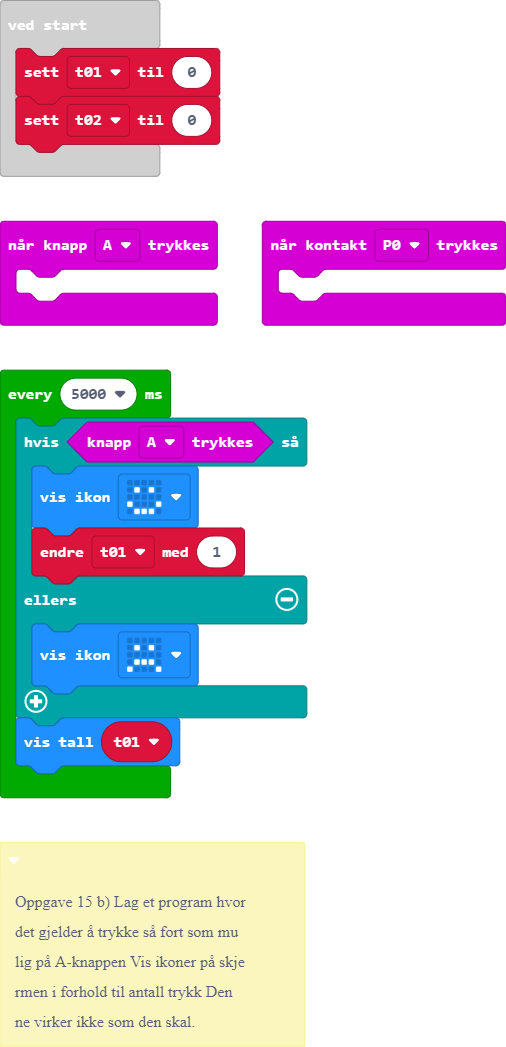 ved start
sett t01 til 0
sett t02 til 0
når knapp A trykkes
når kontakt P0 trykkes
every 5000 ms
hvis knapp A trykkes så
vis ikon
endre t01 med 1
ellers
vis ikon
vis tall t01
Oppgave 15 b) Lag et program hvor
det gjelder å trykke så fort som mu
lig på A-knappen Vis ikoner på skje
rmen i forhold til antall trykk Den
ne virker ikke som den skal.